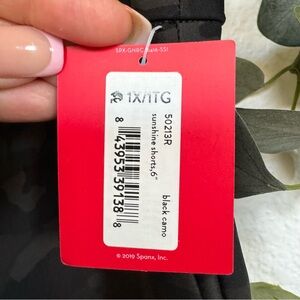 1X/1TG
50213R
sunshine shorts,6"
black camo
8 43953 39138 8
© 2019 Spanx, Inc.